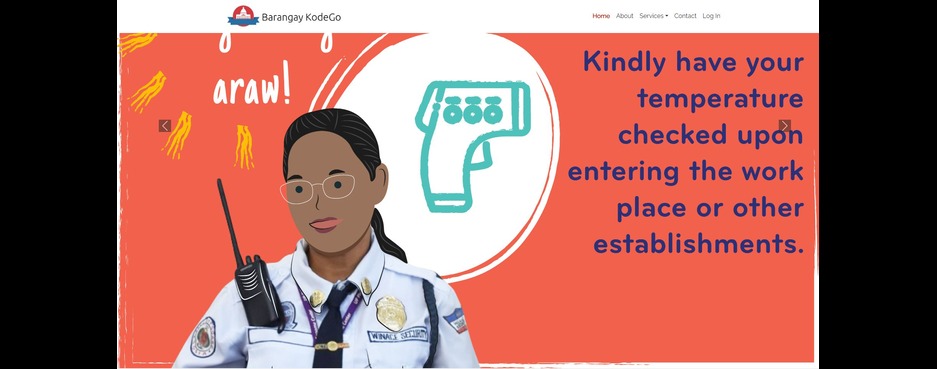 Barangay KodeGo
Home About Services Contact Log In
araw!
Kindly have your
temperature
checked upon
entering the work
place or other
establishments.
WINACE SECURITY